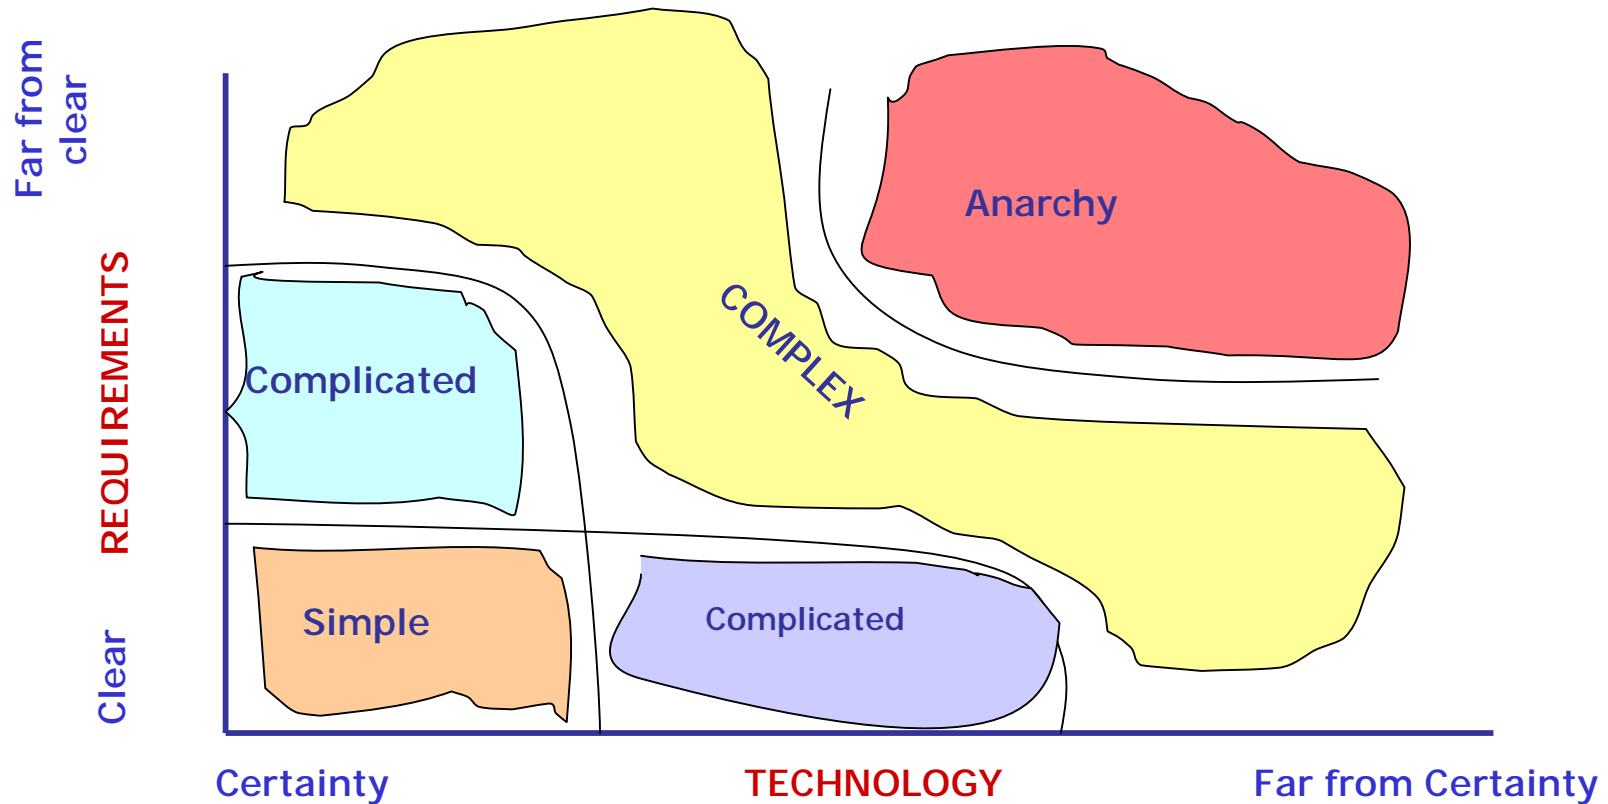 Far from
clear
Anarchy
REQUIREMENTS
COMPLEX
Complicated
Simple
Complicated
Clear
Certainty
TECHNOLOGY
Far from Certainty